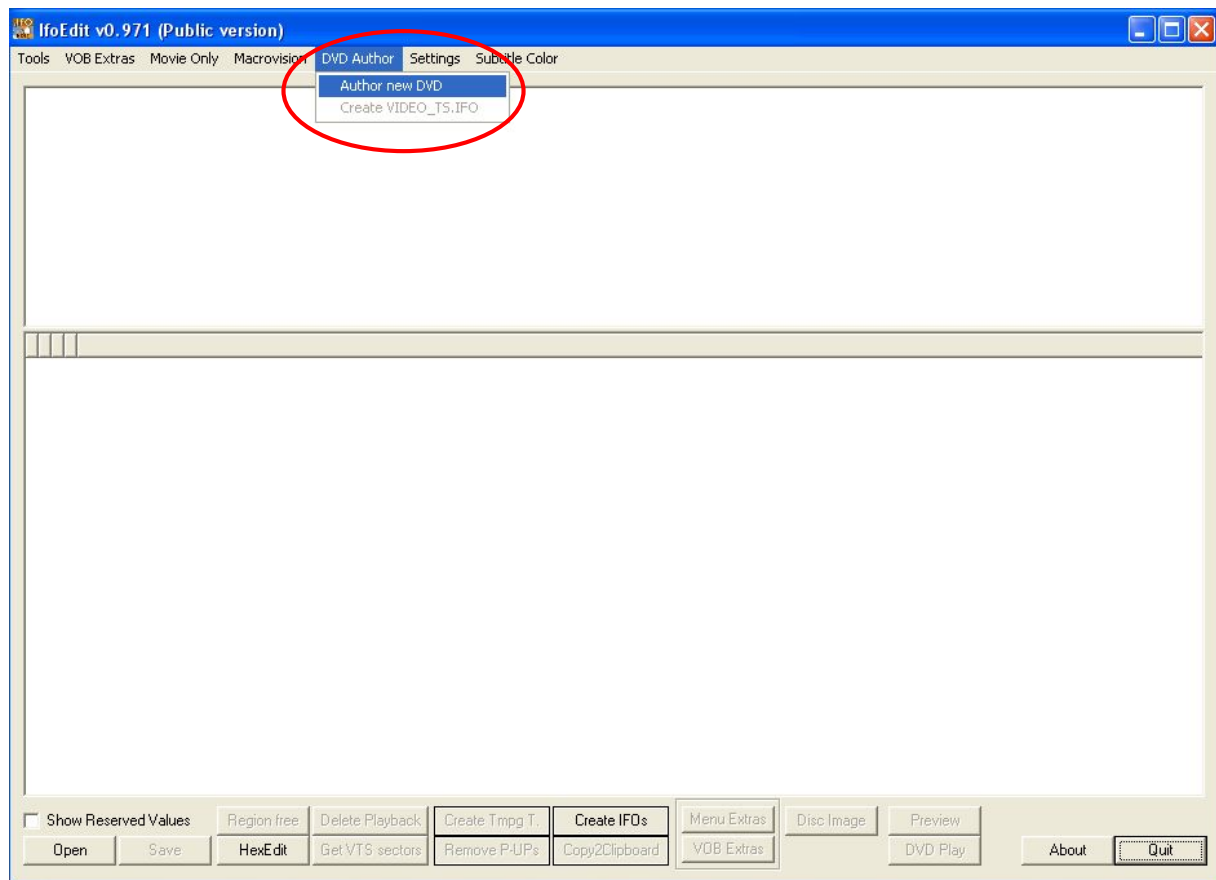 IfoEdit v0.971 (Public version)
Tools VOB Extras Movie Only Macrovision DVD Author Settings Subtitle Color
Author new DVD
Create VIDEO_TS.IFO
Show Reserved Values Region free Delete Playback Create Tmpg T. Create IFOs Menu Extras Disc Image Preview
Open Save HexEdit Get VTS sectors Remove P-UPs Copy2Clipboard VOB Extras DVD Play About Quit